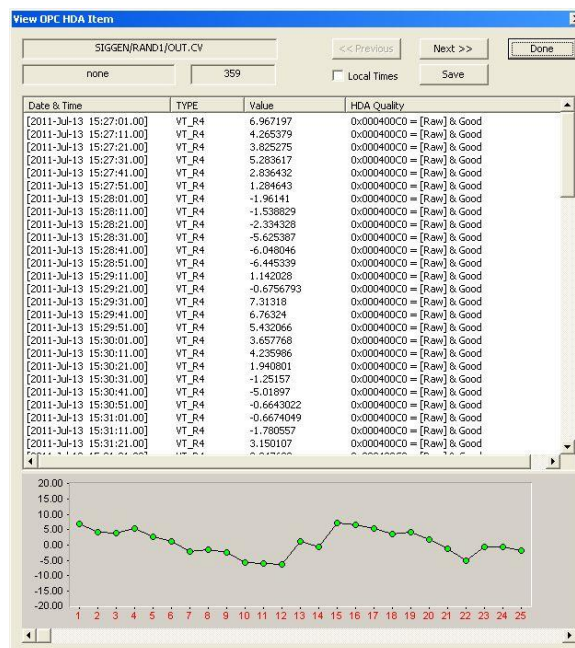 View OPC HDA Item
SIGGEN/RAND1/OUT.CV
<< Previous
Next >>
Done
none
359
Local Times
Save
Date & Time TYPE Value HDA Quality
[2011-Jul-13 15:27:01.00] VT_R4 6.967197 0x000400C0 = [Raw] & Good
[2011-Jul-13 15:27:11.00] VT_R4 4.265379 0x000400C0 = [Raw] & Good
[2011-Jul-13 15:27:21.00] VT_R4 3.825275 0x000400C0 = [Raw] & Good
[2011-Jul-13 15:27:31.00] VT_R4 5.283617 0x000400C0 = [Raw] & Good
[2011-Jul-13 15:27:41.00] VT_R4 2.836432 0x000400C0 = [Raw] & Good
[2011-Jul-13 15:27:51.00] VT_R4 1.284643 0x000400C0 = [Raw] & Good
[2011-Jul-13 15:28:01.00] VT_R4 -1.96141 0x000400C0 = [Raw] & Good
[2011-Jul-13 15:28:11.00] VT_R4 -1.538829 0x000400C0 = [Raw] & Good
[2011-Jul-13 15:28:21.00] VT_R4 -2.334328 0x000400C0 = [Raw] & Good
[2011-Jul-13 15:28:31.00] VT_R4 -5.625387 0x000400C0 = [Raw] & Good
[2011-Jul-13 15:28:41.00] VT_R4 -6.048046 0x000400C0 = [Raw] & Good
[2011-Jul-13 15:28:51.00] VT_R4 -6.445339 0x000400C0 = [Raw] & Good
[2011-Jul-13 15:29:11.00] VT_R4 1.142028 0x000400C0 = [Raw] & Good
[2011-Jul-13 15:29:21.00] VT_R4 -0.6756793 0x000400C0 = [Raw] & Good
[2011-Jul-13 15:29:31.00] VT_R4 7.31318 0x000400C0 = [Raw] & Good
[2011-Jul-13 15:29:41.00] VT_R4 6.76324 0x000400C0 = [Raw] & Good
[2011-Jul-13 15:29:51.00] VT_R4 5.432066 0x000400C0 = [Raw] & Good
[2011-Jul-13 15:30:01.00] VT_R4 3.657768 0x000400C0 = [Raw] & Good
[2011-Jul-13 15:30:11.00] VT_R4 4.235986 0x000400C0 = [Raw] & Good
[2011-Jul-13 15:30:21.00] VT_R4 1.940801 0x000400C0 = [Raw] & Good
[2011-Jul-13 15:30:31.00] VT_R4 -1.25157 0x000400C0 = [Raw] & Good
[2011-Jul-13 15:30:41.00] VT_R4 -5.01897 0x000400C0 = [Raw] & Good
[2011-Jul-13 15:30:51.00] VT_R4 -0.6643022 0x000400C0 = [Raw] & Good
[2011-Jul-13 15:31:01.00] VT_R4 -0.6674049 0x000400C0 = [Raw] & Good
[2011-Jul-13 15:31:11.00] VT_R4 -1.780557 0x000400C0 = [Raw] & Good
[2011-Jul-13 15:31:21.00] VT_R4 3.150107 0x000400C0 = [Raw] & Good
20.00
15.00
10.00
5.00
0.00
-5.00
-10.00
-15.00
-20.00
1 2 3 4 5 6 7 8 9 10 11 12 13 14 15 16 17 18 19 20 21 22 23 24 25